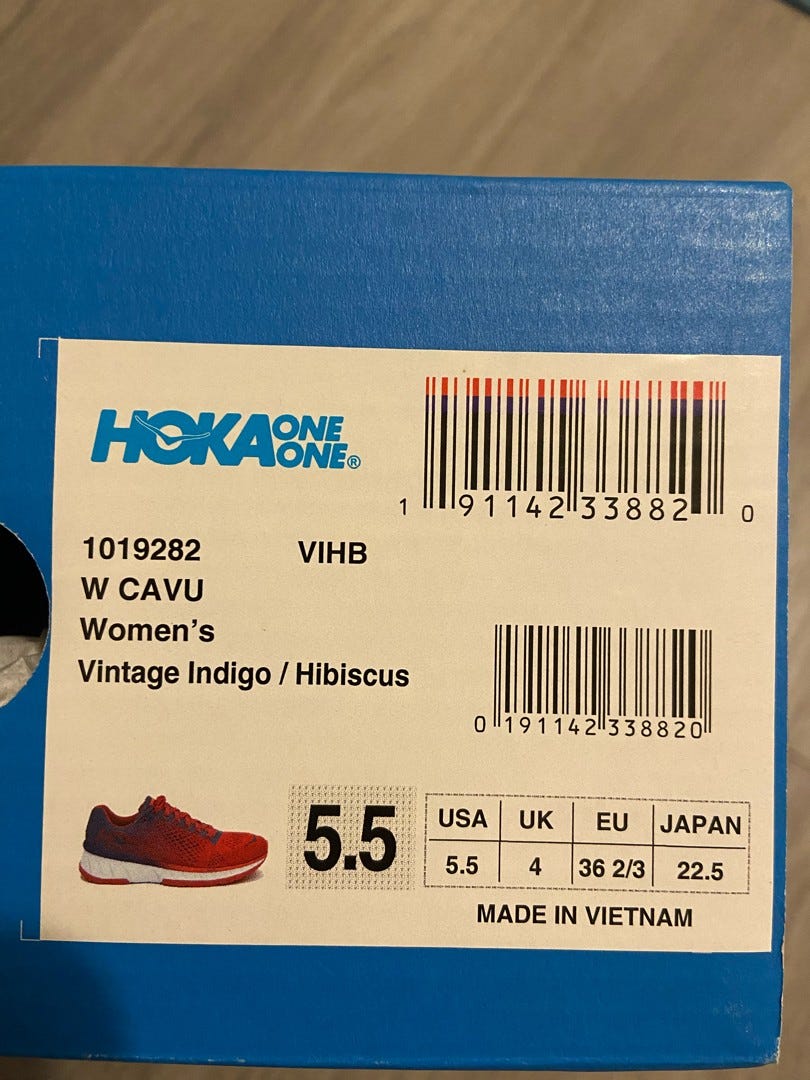 HOKA ONE ONE®
1 91142 33882 0
1019282 VIHB
W CAVU
Women's
Vintage Indigo / Hibiscus
0 191142 338820
5.5
USA UK EU JAPAN
5.5 4 36 2/3 22.5
MADE IN VIETNAM